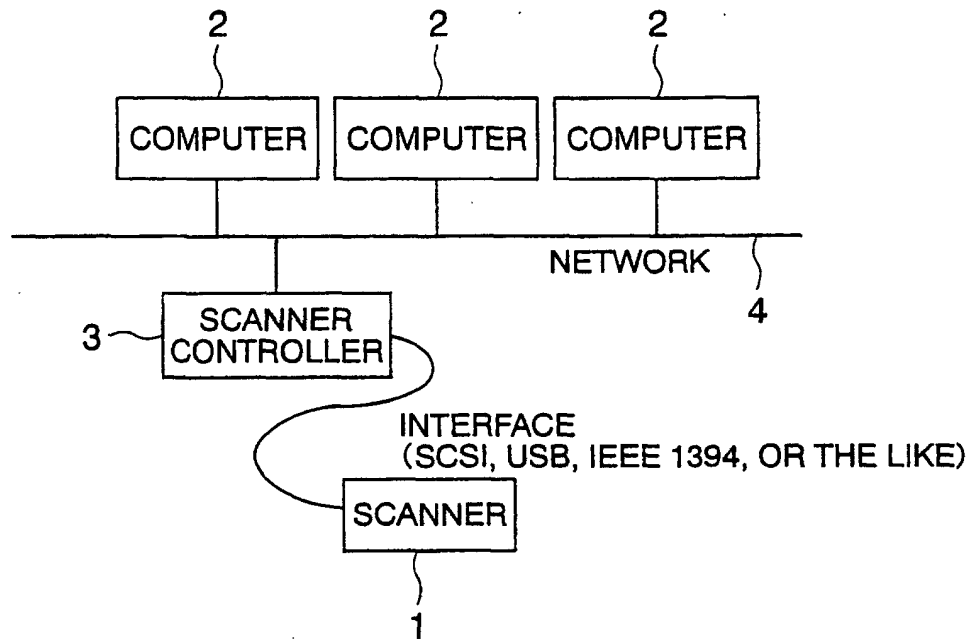 2 2 2
COMPUTER COMPUTER COMPUTER
NETWORK
4
3 SCANNER
CONTROLLER
INTERFACE
(SCSI, USB, IEEE 1394, OR THE LIKE)
SCANNER
1